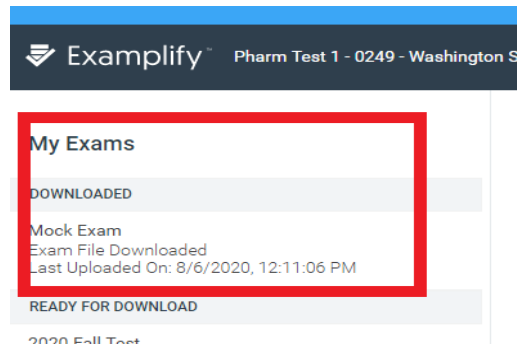 Examplify™ Pharm Test 1 - 0249 - Washington S
My Exams
DOWNLOADED
Mock Exam
Exam File Downloaded
Last Uploaded On: 8/6/2020, 12:11:06 PM
READY FOR DOWNLOAD
2020 Fall Test